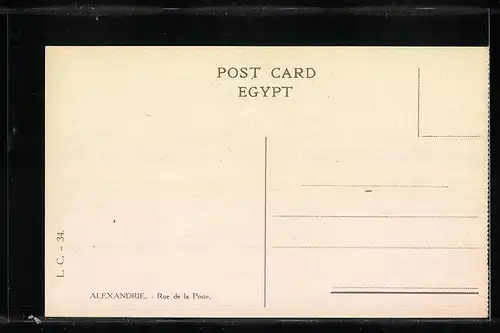 POST CARD
EGYPT
L. C. - 34.
ALEXANDRIE. - Rue de la Poste.